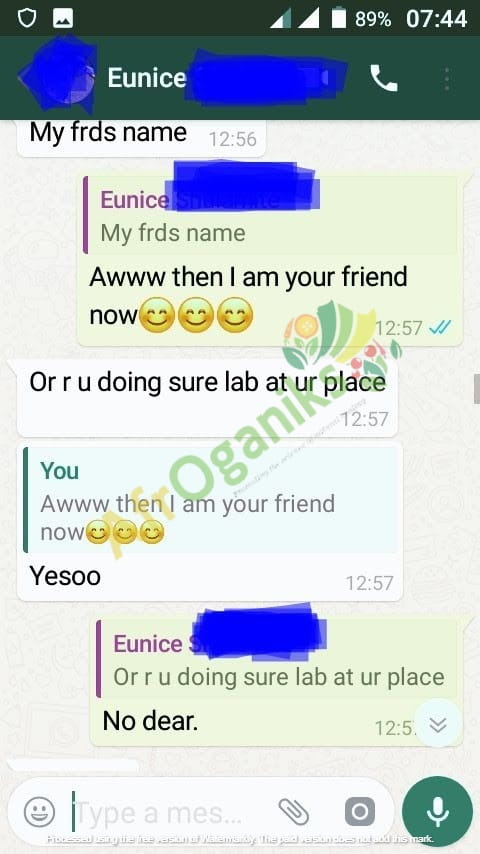 89% 07:44
Eunice
My frds name 12:56
Eunice
My frds name
Awww then I am your friend
now😊😊😊 12:57
Or r u doing sure lab at ur place
12:57
AfrOganiks
You
Awww then I am your friend
now😊😊😊
Yesoo 12:57
Eunice
Or r u doing sure lab at ur place
No dear. 12:5
Type a mes...
Processed using the free version of Watermarkly. The paid version does not add this mark.